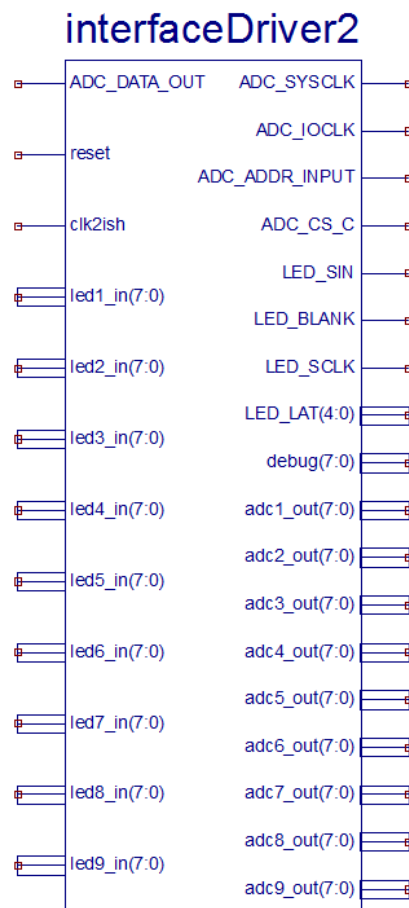 interfaceDriver2
ADC_DATA_OUT ADC_SYSCLK
ADC_IOCLK
reset
ADC_ADDR_INPUT
clk2ish ADC_CS_C
LED_SIN
led1_in(7:0)
LED_BLANK
led2_in(7:0) LED_SCLK
LED_LAT(4:0)
led3_in(7:0)
debug(7:0)
led4_in(7:0) adc1_out(7:0)
adc2_out(7:0)
led5_in(7:0)
adc3_out(7:0)
led6_in(7:0) adc4_out(7:0)
adc5_out(7:0)
led7_in(7:0)
adc6_out(7:0)
led8_in(7:0) adc7_out(7:0)
adc8_out(7:0)
led9_in(7:0)
adc9_out(7:0)